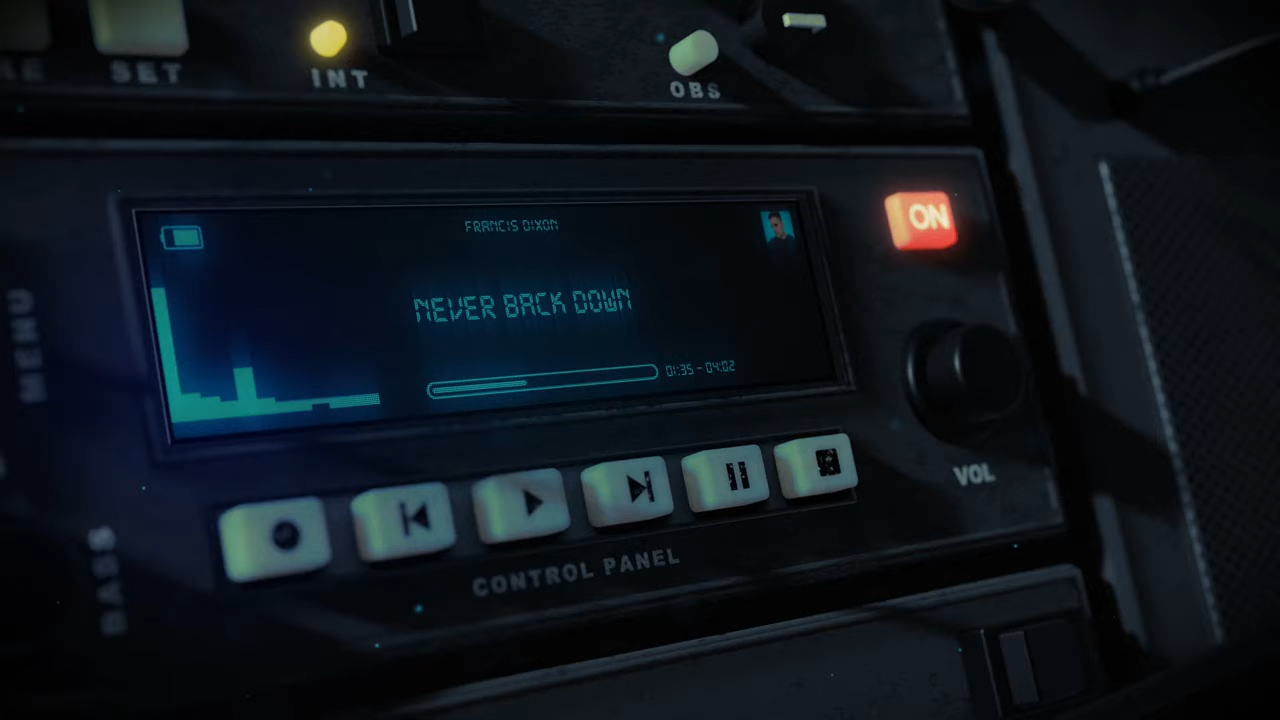 SET
INT
OBS
FRANCIS DIXON
ON
NEVER BACK DOWN
MENU
01:35 - 04:02
VOL
CONTROL PANEL
BASS